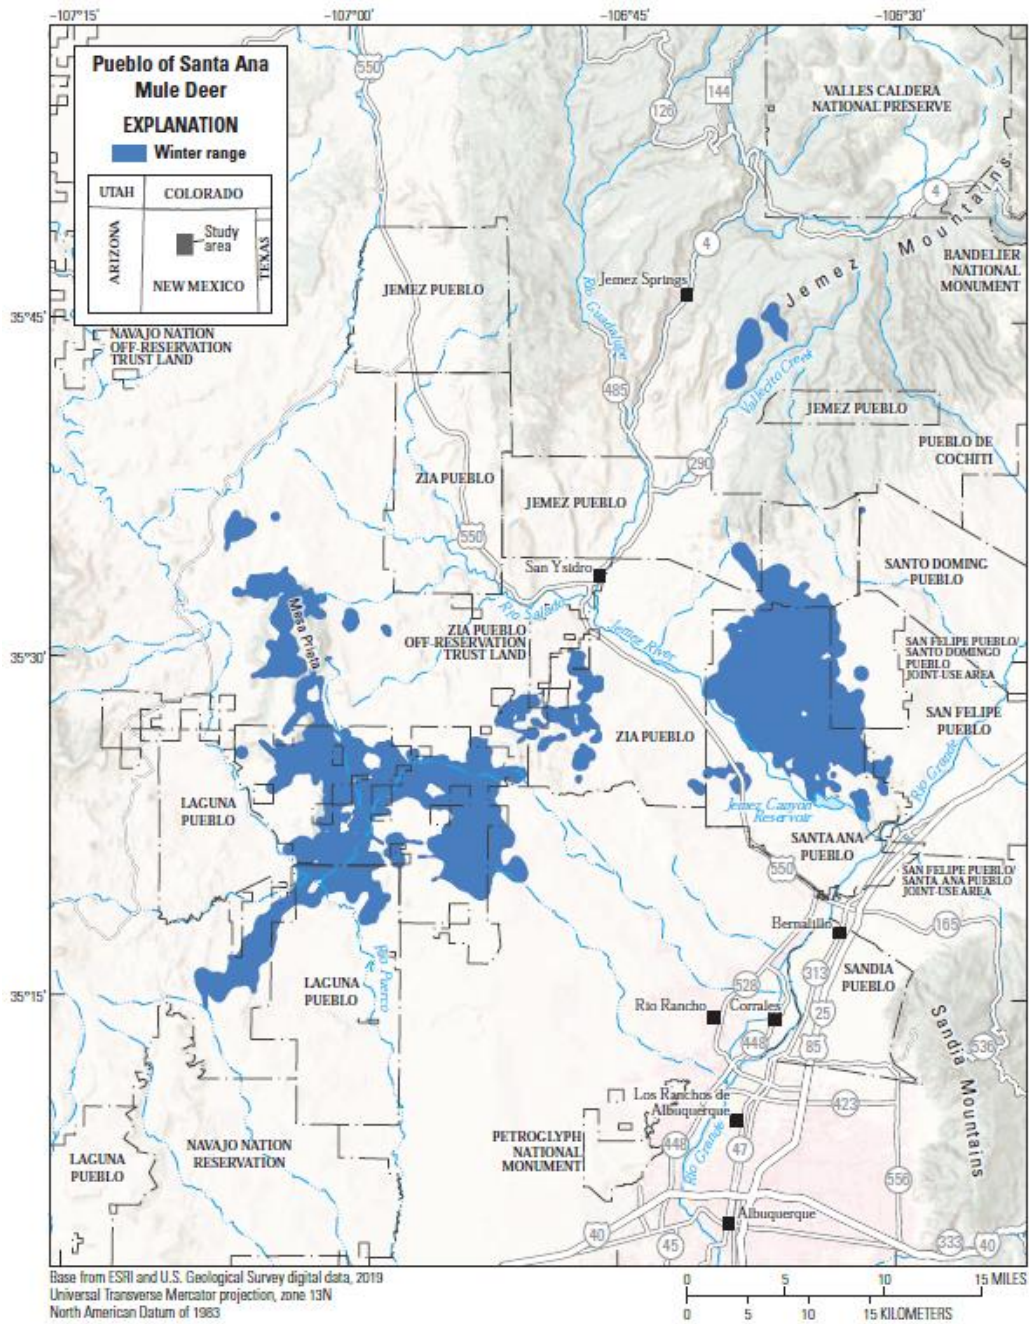 −107°15'
−107°00'
−106°45'
−106°30'
Pueblo of Santa Ana
Mule Deer
EXPLANATION
Winter range
UTAH
COLORADO
ARIZONA
Study
area
NEW MEXICO
TEXAS
550
126
144
VALLES CALDERA
NATIONAL PRESERVE
4
4
Jemez Mountains
BANDELIER
NATIONAL
MONUMENT
JEMEZ PUEBLO
Jemez Springs
Rio Guadalupe
35°45'
NAVAJO NATION
OFF-RESERVATION
TRUST LAND
485
Vallecito Creek
JEMEZ PUEBLO
PUEBLO DE
COCHITI
290
ZIA PUEBLO
JEMEZ PUEBLO
550
San Ysidro
SANTO DOMING
PUEBLO
Mesa Prieta
Rio Salado
Jemez River
ZIA PUEBLO
OFF-RESERVATION
TRUST LAND
35°30'
SAN FELIPE PUEBLO/
SANTO DOMINGO
PUEBLO
JOINT-USE AREA
SAN FELIPE
PUEBLO
ZIA PUEBLO
Rio Grande
LAGUNA
PUEBLO
Jemez Canyon
Reservoir
SANTA ANA
PUEBLO
550
SAN FELIPE PUEBLO/
SANTA ANA PUEBLO
JOINT-USE AREA
Bernalillo
165
Rio Puerco
LAGUNA
PUEBLO
35°15'
528
313
SANDIA
PUEBLO
Rio Rancho
Corrales
25
448
85
Sandia Mountains
536
Los Ranchos de
Albuquerque
423
NAVAJO NATION
RESERVATION
PETROGLYPH
NATIONAL
MONUMENT
448
47
Rio Grande
LAGUNA
PUEBLO
556
Albuquerque
40
45
333
40
Base from ESRI and U.S. Geological Survey digital data, 2019
Universal Transverse Mercator projection, zone 13N
North American Datum of 1983
0 5 10 15 MILES
0 5 10 15 KILOMETERS